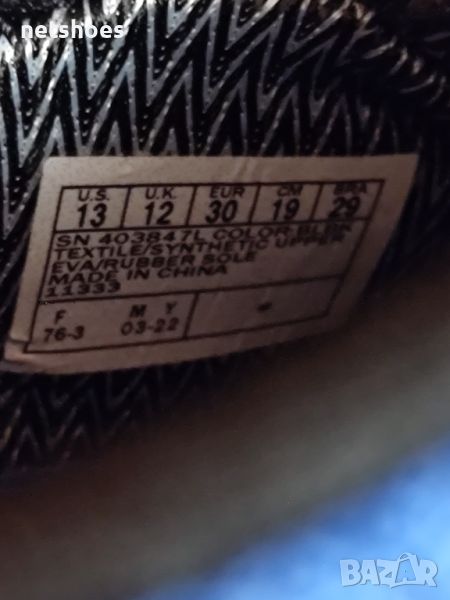 netshoes
U.S. U.K. EUR CM BRA
13 12 30 19 29
SN 403847L COLOR BLBK
TEXTILE/SYNTHETIC UPPER
EVA/RUBBER SOLE
MADE IN CHINA
11333
F M Y
76-3 03-22
BAZAR